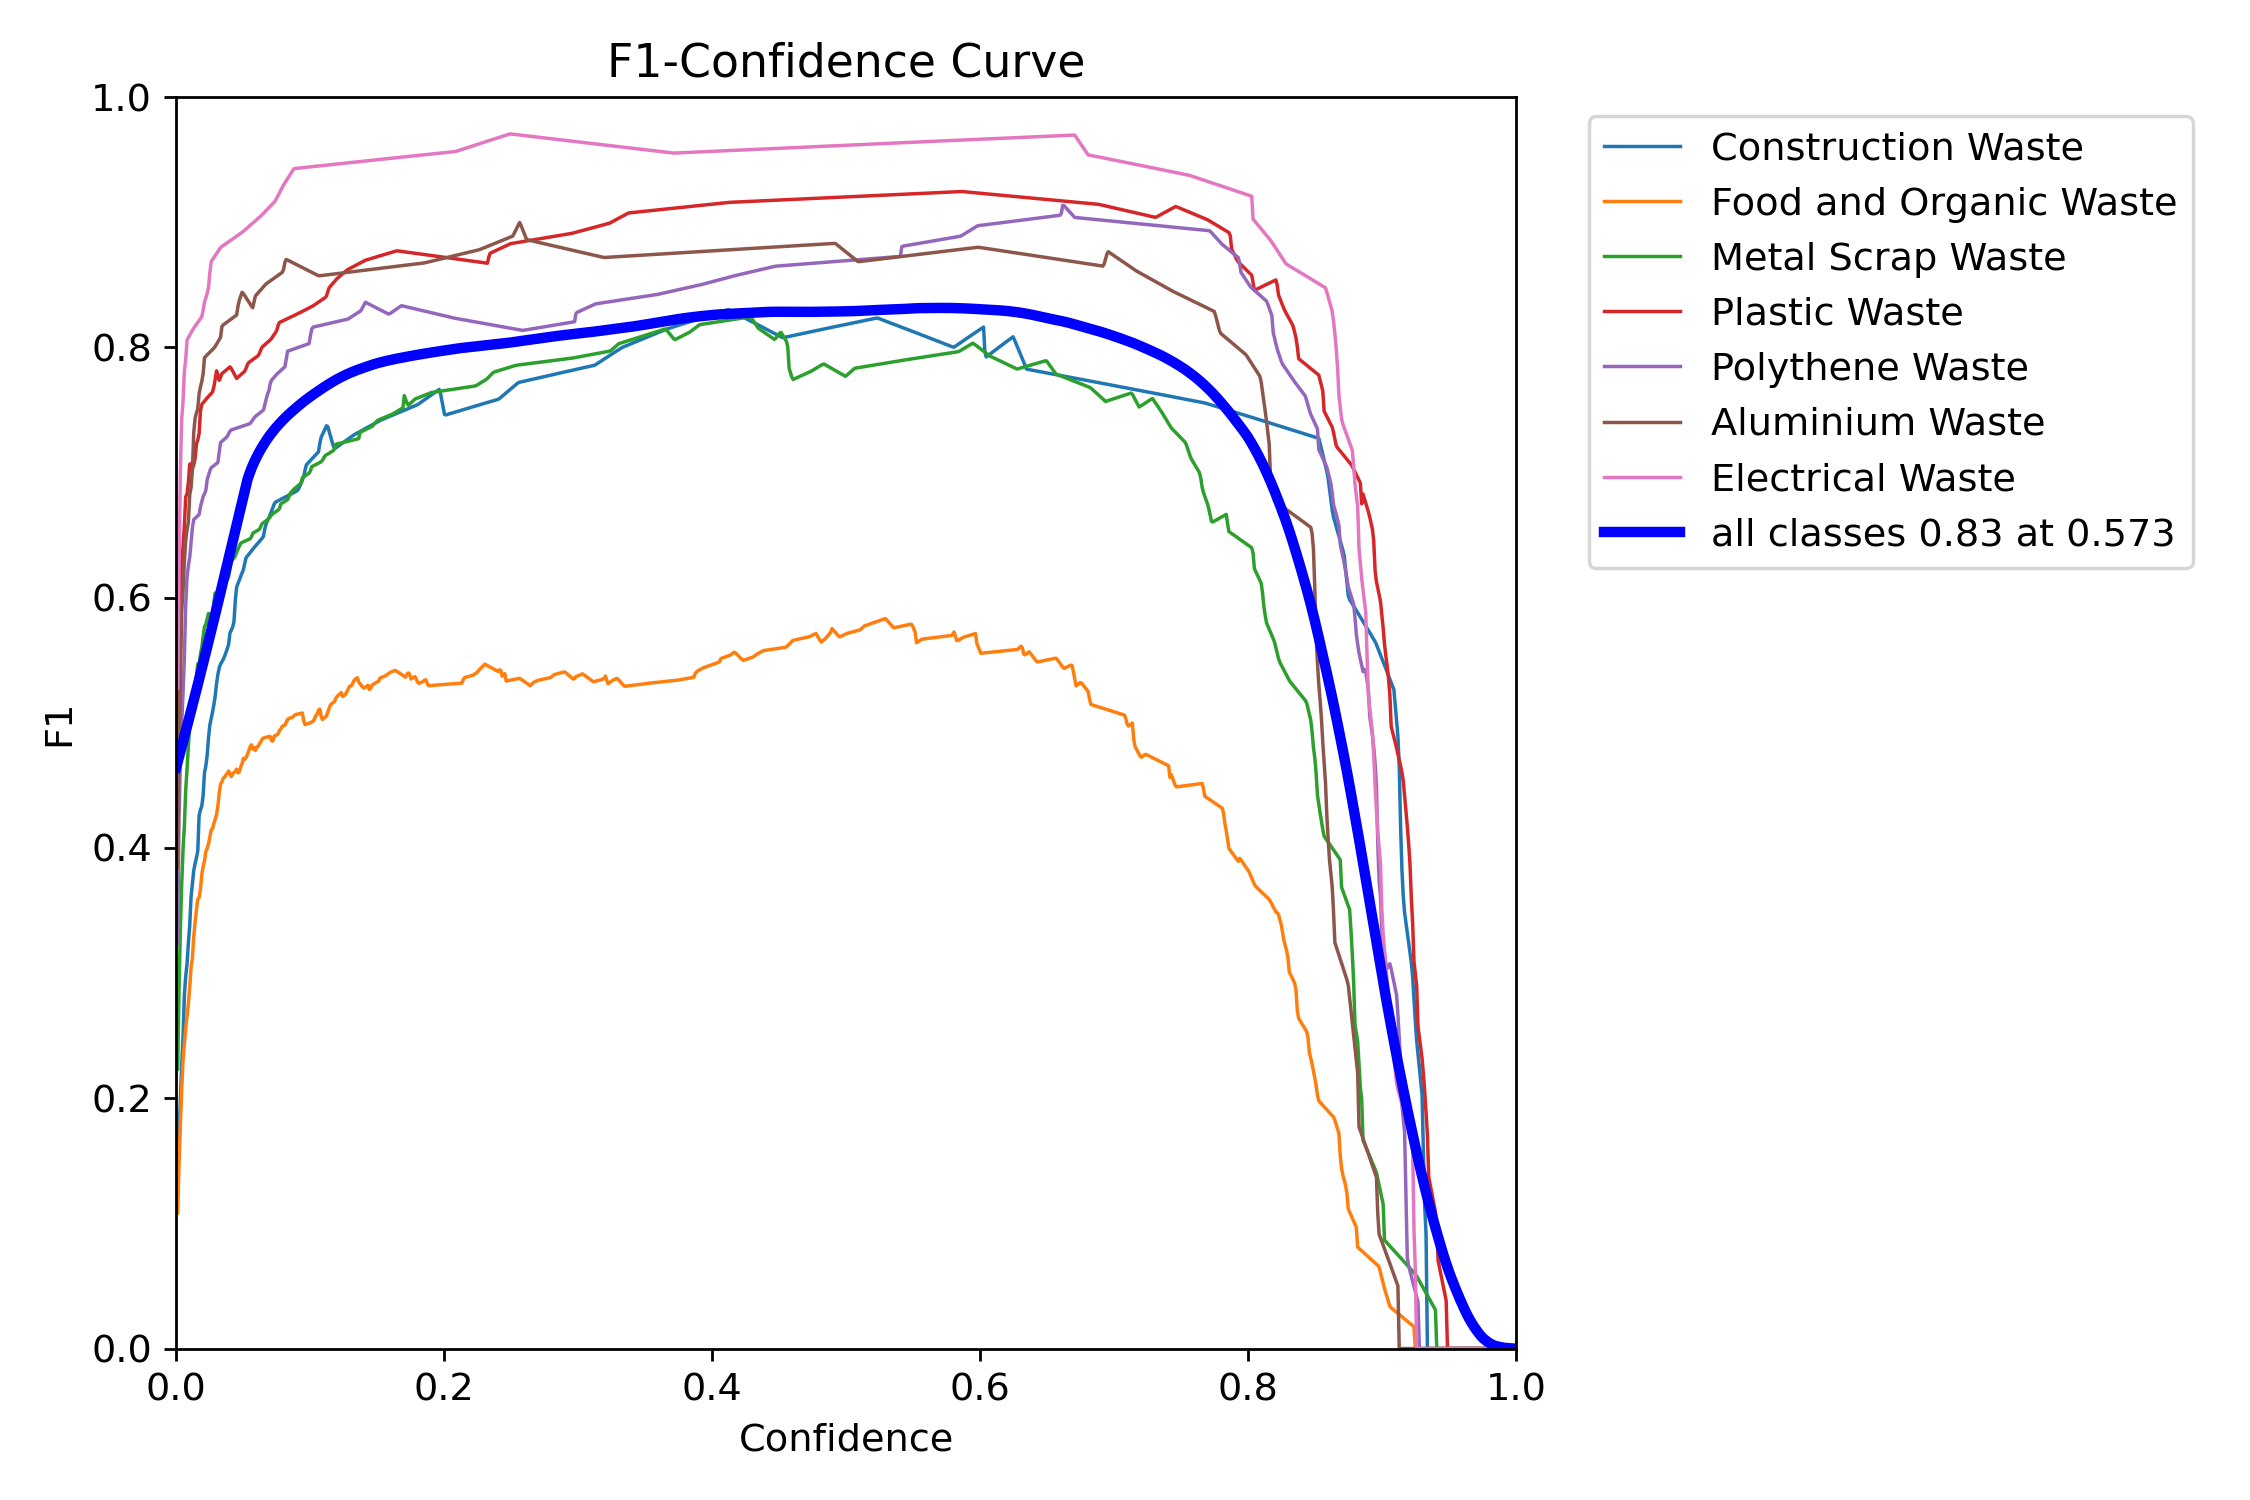 F1-Confidence Curve
1.0
0.8
0.6
0.4
0.2
0.0
F1
0.0 0.2 0.4 0.6 0.8 1.0
Confidence
Construction Waste
Food and Organic Waste
Metal Scrap Waste
Plastic Waste
Polythene Waste
Aluminium Waste
Electrical Waste
all classes 0.83 at 0.573